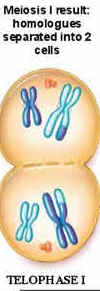 Meiosis I result:
homologues
separated into 2
cells
TELOPHASE I